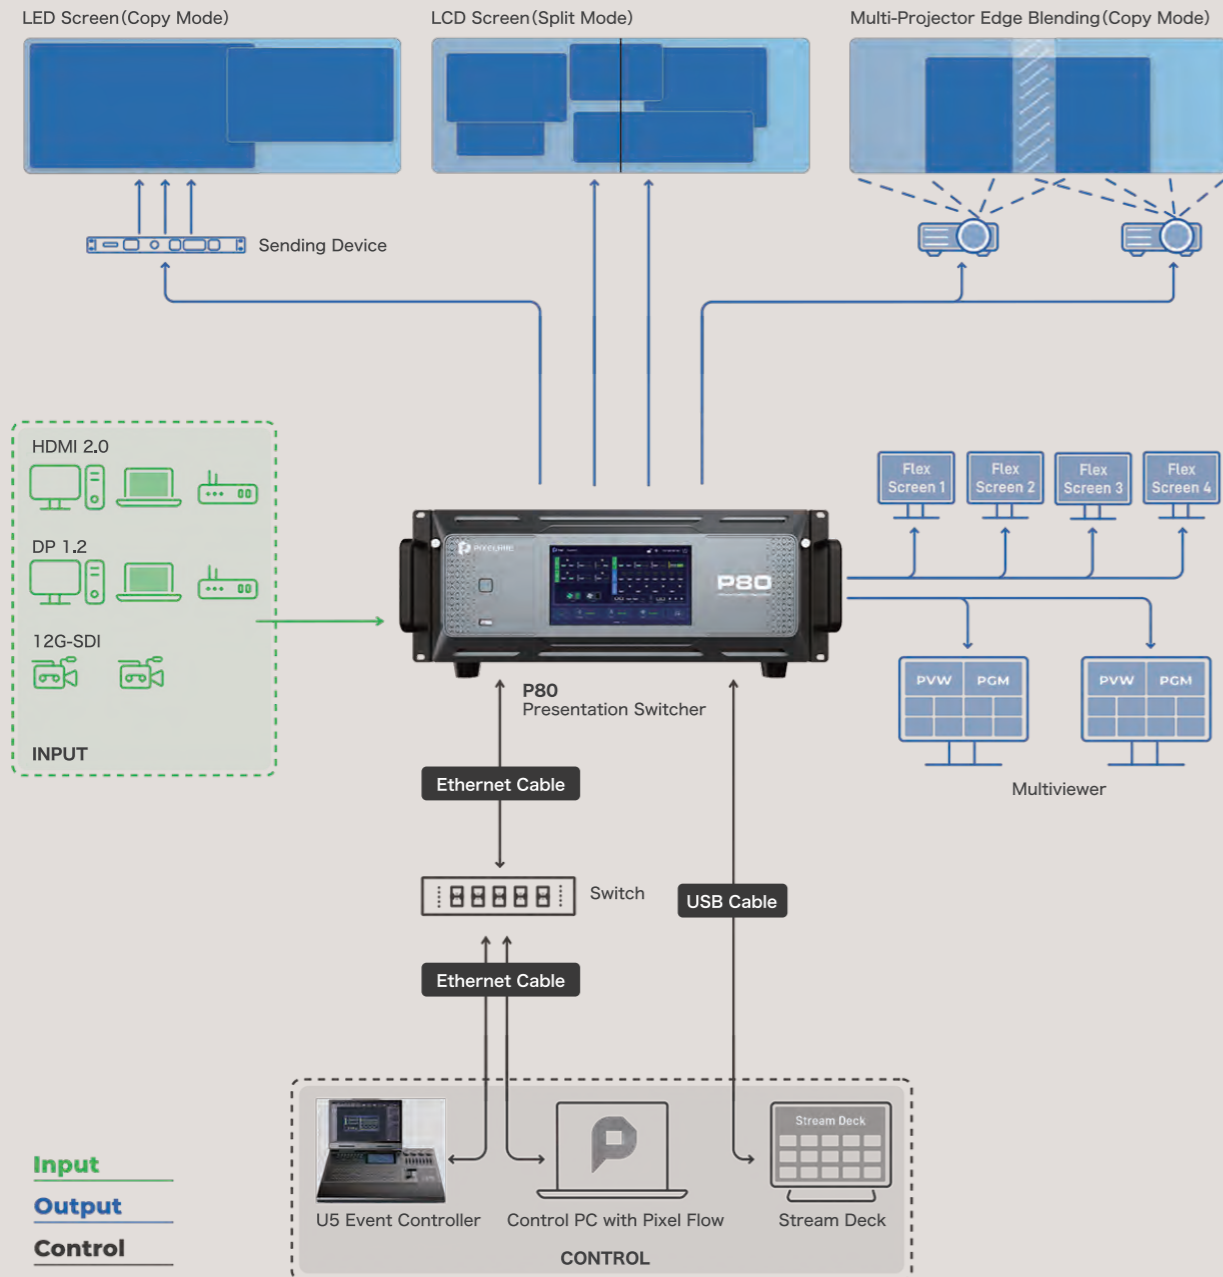 LED Screen(Copy Mode)
LCD Screen(Split Mode)
Multi-Projector Edge Blending(Copy Mode)
Sending Device
HDMI 2.0
DP 1.2
12G-SDI
INPUT
Flex
Screen 1
Flex
Screen 2
Flex
Screen 3
Flex
Screen 4
PIXELHUE
P80
P80
Presentation Switcher
PVW PGM
PVW PGM
Multiviewer
Ethernet Cable
Switch
USB Cable
Ethernet Cable
Stream Deck
U5 Event Controller
Control PC with Pixel Flow
Stream Deck
CONTROL
Input
Output
Control